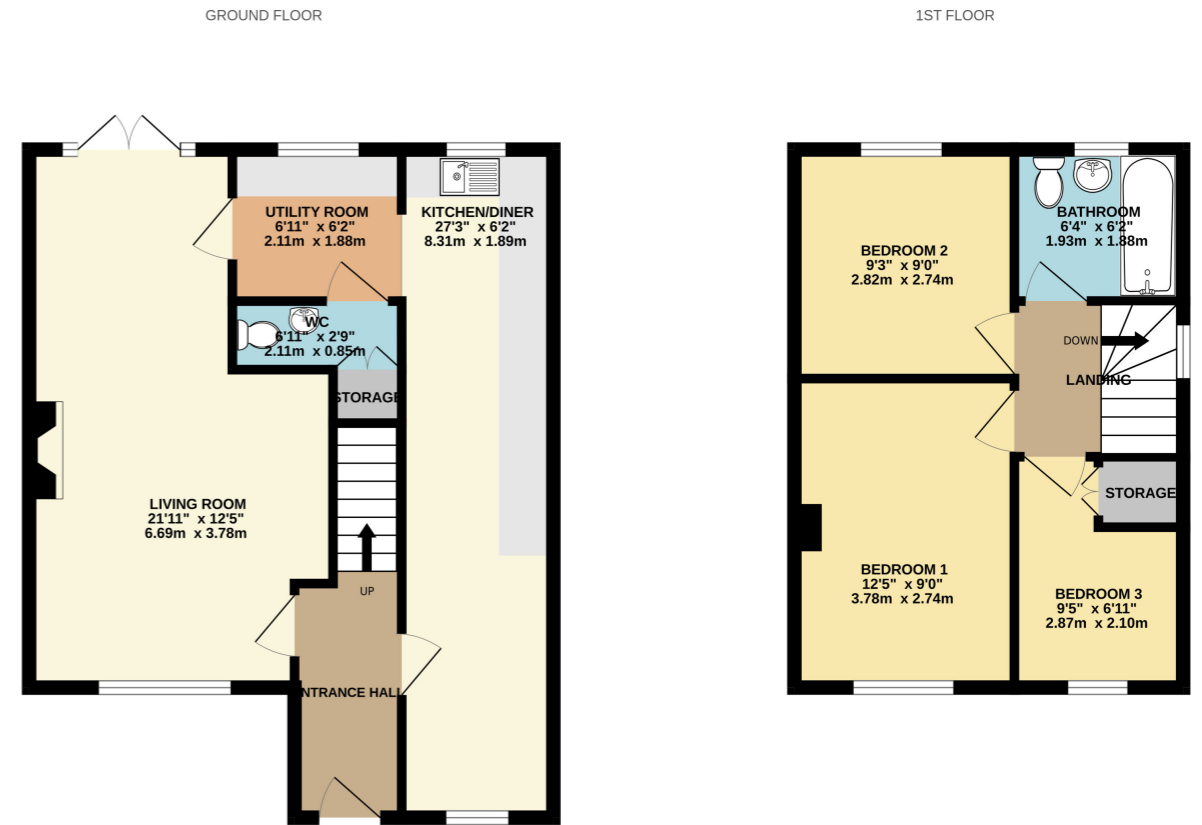 GROUND FLOOR
1ST FLOOR
UTILITY ROOM
6'11" x 6'2"
2.11m x 1.88m
KITCHEN/DINER
27'3" x 6'2"
8.31m x 1.89m
WC
6'11" x 2'9"
2.11m x 0.85m
STORAGE
LIVING ROOM
21'11" x 12'5"
6.69m x 3.78m
UP
ENTRANCE HALL
BEDROOM 2
9'3" x 9'0"
2.82m x 2.74m
BATHROOM
6'4" x 6'2"
1.93m x 1.88m
DOWN
LANDING
STORAGE
BEDROOM 1
12'5" x 9'0"
3.78m x 2.74m
BEDROOM 3
9'5" x 6'11"
2.87m x 2.10m